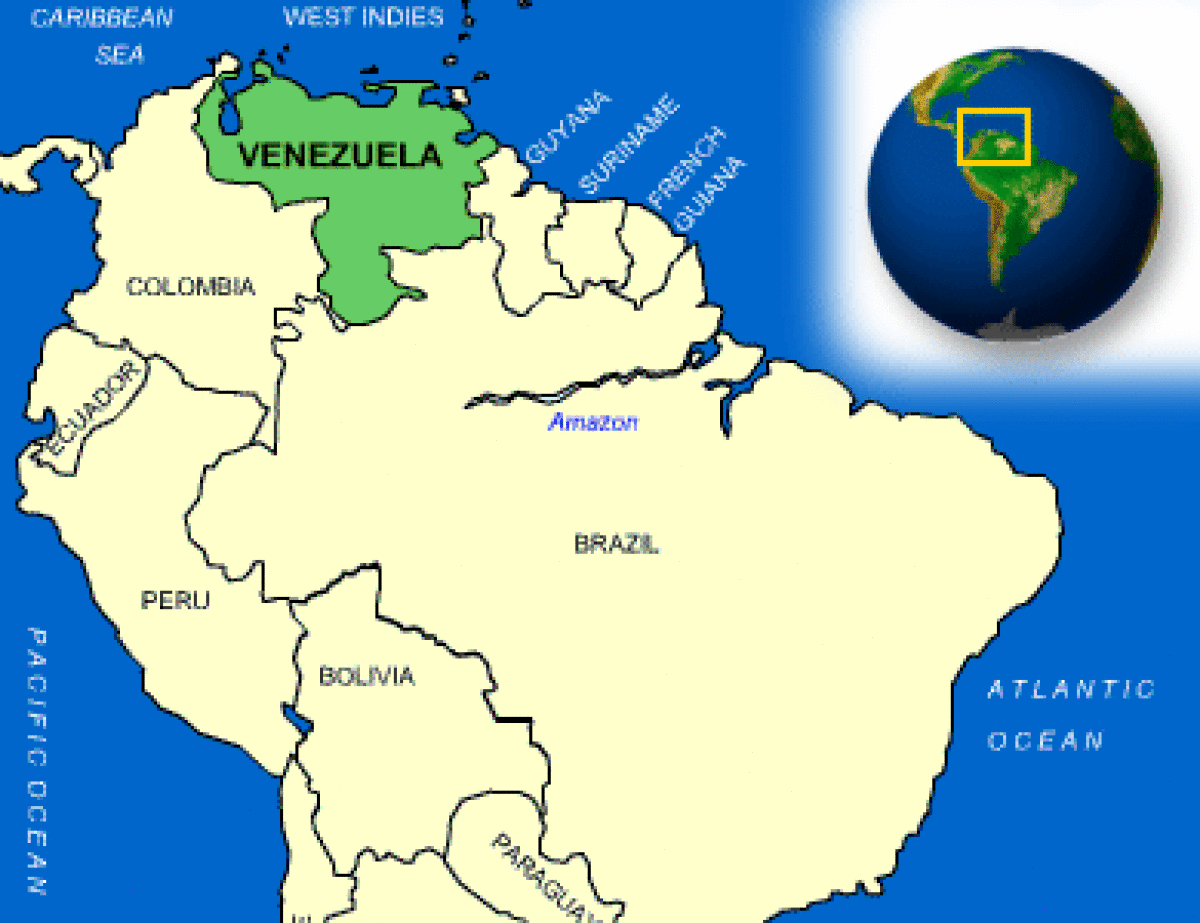 CARIBBEAN
SEA
WEST INDIES
VENEZUELA
GUYANA
SURINAME
FRENCH
GUIANA
COLOMBIA
ECUADOR
Amazon
BRAZIL
PERU
BOLIVIA
PACIFIC OCEAN
ATLANTIC
OCEAN
PARAGUAY